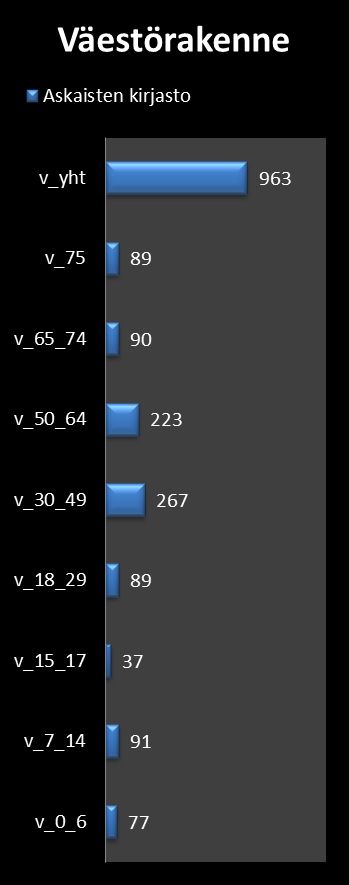 Väestörakenne
Askaisten kirjasto
v_yht 963
v_75 89
v_65_74 90
v_50_64 223
v_30_49 267
v_18_29 89
v_15_17 37
v_7_14 91
v_0_6 77